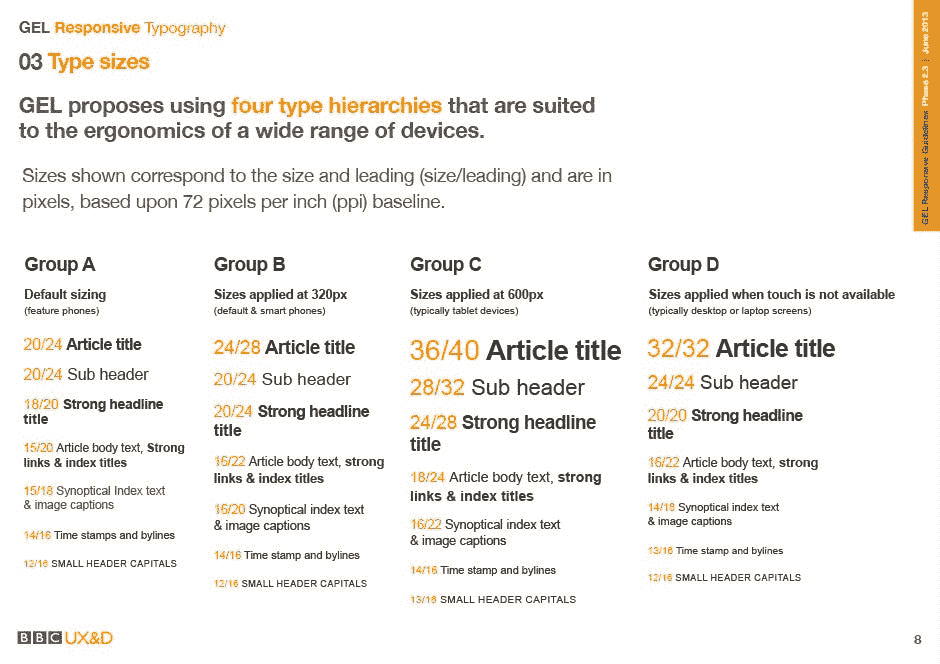 GEL Responsive Typography
03 Type sizes
GEL proposes using four type hierarchies that are suited
to the ergonomics of a wide range of devices.
Sizes shown correspond to the size and leading (size/leading) and are in
pixels, based upon 72 pixels per inch (ppi) baseline.
Group A
Default sizing
(feature phones)
20/24 Article title
20/24 Sub header
18/20 Strong headline
title
15/20 Article body text, Strong
links & index titles
15/18 Synoptical Index text
& image captions
14/16 Time stamps and bylines
12/16 SMALL HEADER CAPITALS
Group B
Sizes applied at 320px
(default & smart phones)
24/28 Article title
20/24 Sub header
20/24 Strong headline
title
16/22 Article body text, strong
links & index titles
16/20 Synoptical index text
& image captions
14/16 Time stamp and bylines
12/16 SMALL HEADER CAPITALS
Group C
Sizes applied at 600px
(typically tablet devices)
36/40 Article title
28/32 Sub header
24/28 Strong headline
title
18/24 Article body text, strong
links & index titles
16/22 Synoptical index text
& image captions
14/16 Time stamp and bylines
13/16 SMALL HEADER CAPITALS
Group D
Sizes applied when touch is not available
(typically desktop or laptop screens)
32/32 Article title
24/24 Sub header
20/20 Strong headline
title
16/22 Article body text, strong
links & index titles
14/18 Synoptical index text
& image captions
13/16 Time stamp and bylines
12/16 SMALL HEADER CAPITALS
GEL Responsive Guidelines Phase 2.3 | June 2013
BBC UX&D
8